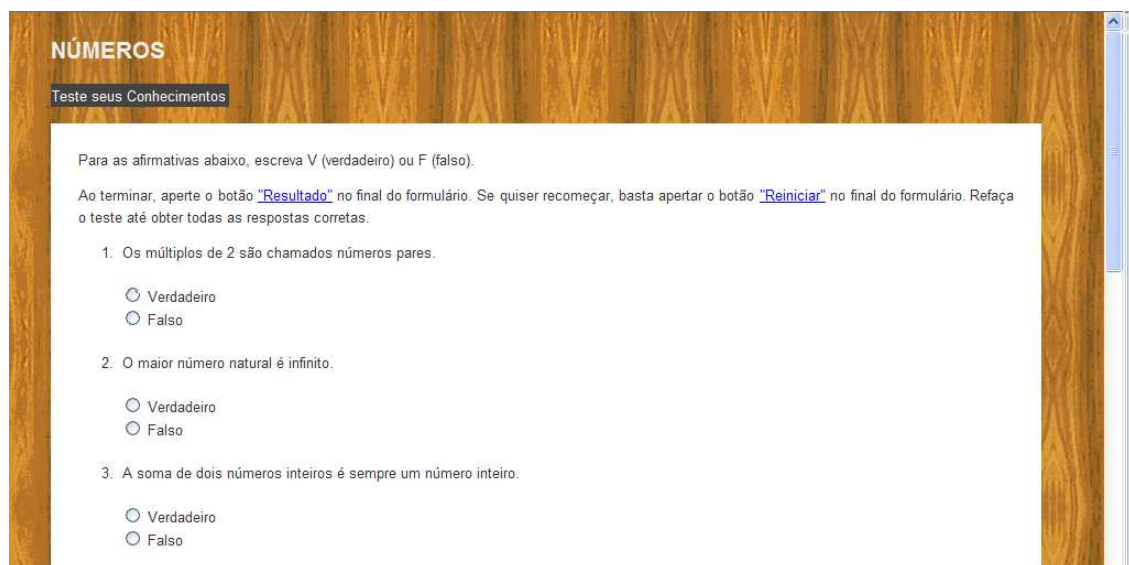 NÚMEROS
Teste seus Conhecimentos
Para as afirmativas abaixo, escreva V (verdadeiro) ou F (falso).
Ao terminar, aperte o botão "Resultado" no final do formulário. Se quiser recomeçar, basta apertar o botão "Reiniciar" no final do formulário. Refaça
o teste até obter todas as respostas corretas.
1. Os múltiplos de 2 são chamados números pares.
Verdadeiro
Falso
2. O maior número natural é infinito.
Verdadeiro
Falso
3. A soma de dois números inteiros é sempre um número inteiro.
Verdadeiro
Falso